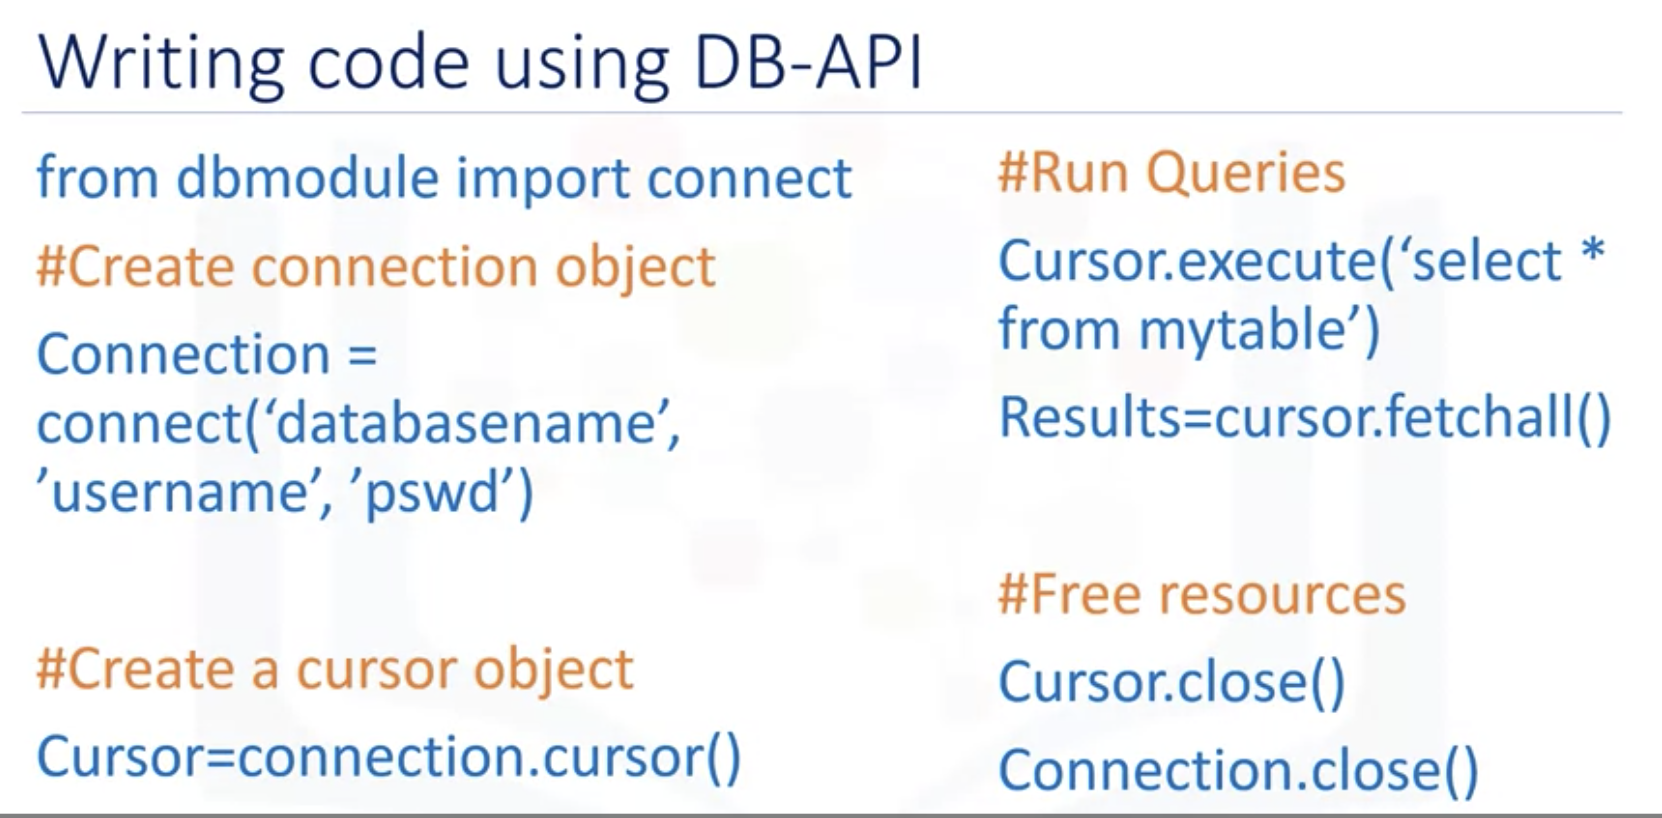 Writing code using DB-API
from dbmodule import connect
#Create connection object
Connection =
connect(‘databasename’,
’username’, ’pswd’)
#Create a cursor object
Cursor=connection.cursor()
#Run Queries
Cursor.execute(‘select *
from mytable’)
Results=cursor.fetchall()
#Free resources
Cursor.close()
Connection.close()